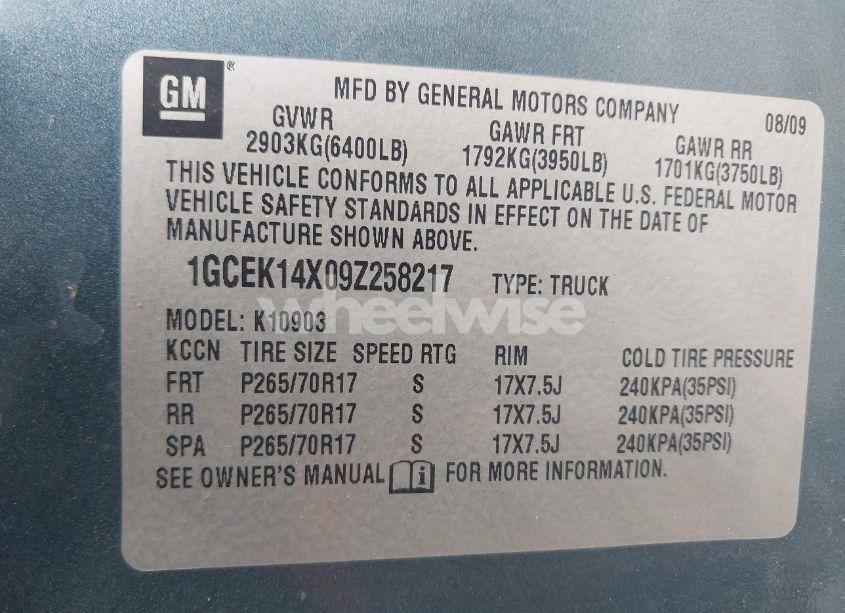 GM® MFD BY GENERAL MOTORS COMPANY 08/09
GVWR GAWR FRT GAWR RR
2903KG(6400LB) 1792KG(3950LB) 1701KG(3750LB)
THIS VEHICLE CONFORMS TO ALL APPLICABLE U.S. FEDERAL MOTOR
VEHICLE SAFETY STANDARDS IN EFFECT ON THE DATE OF
MANUFACTURE SHOWN ABOVE.
1GCEK14X09Z258217 TYPE: TRUCK
wheelwise
MODEL: K10903
KCCN TIRE SIZE SPEED RTG RIM COLD TIRE PRESSURE
FRT P265/70R17 S 17X7.5J 240KPA(35PSI)
RR P265/70R17 S 17X7.5J 240KPA(35PSI)
SPA P265/70R17 S 17X7.5J 240KPA(35PSI)
SEE OWNER'S MANUAL i FOR MORE INFORMATION.